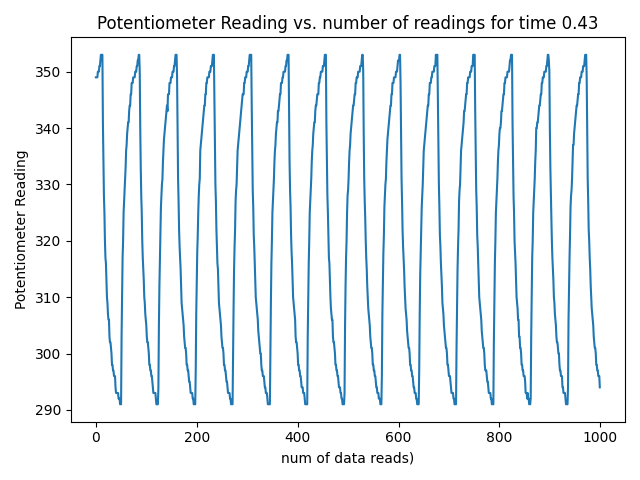 Potentiometer Reading vs. number of readings for time 0.43
Potentiometer Reading
350
340
330
320
310
300
290
0 200 400 600 800 1000
num of data reads)